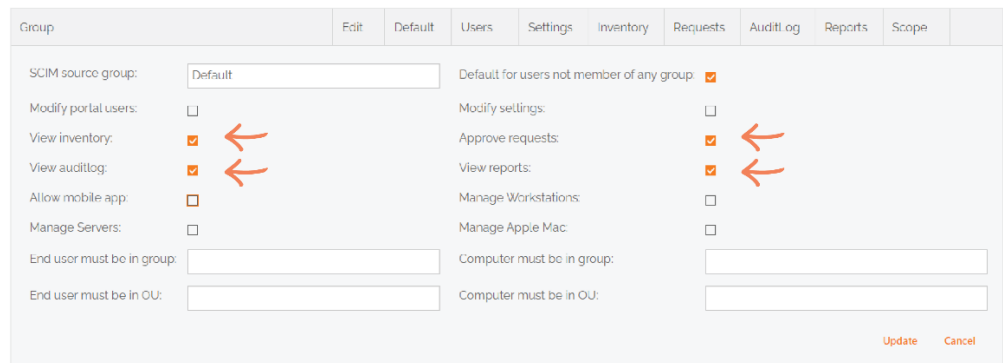 Group Edit Default Users Settings Inventory Requests AuditLog Reports Scope
SCIM source group: Default Default for users not member of any group:
Modify portal users: Modify settings:
View inventory: Approve requests:
View auditlog: View reports:
Allow mobile app: Manage Workstations:
Manage Servers: Manage Apple Mac:
End user must be in group: Computer must be in group:
End user must be in OU: Computer must be in OU:
Update Cancel